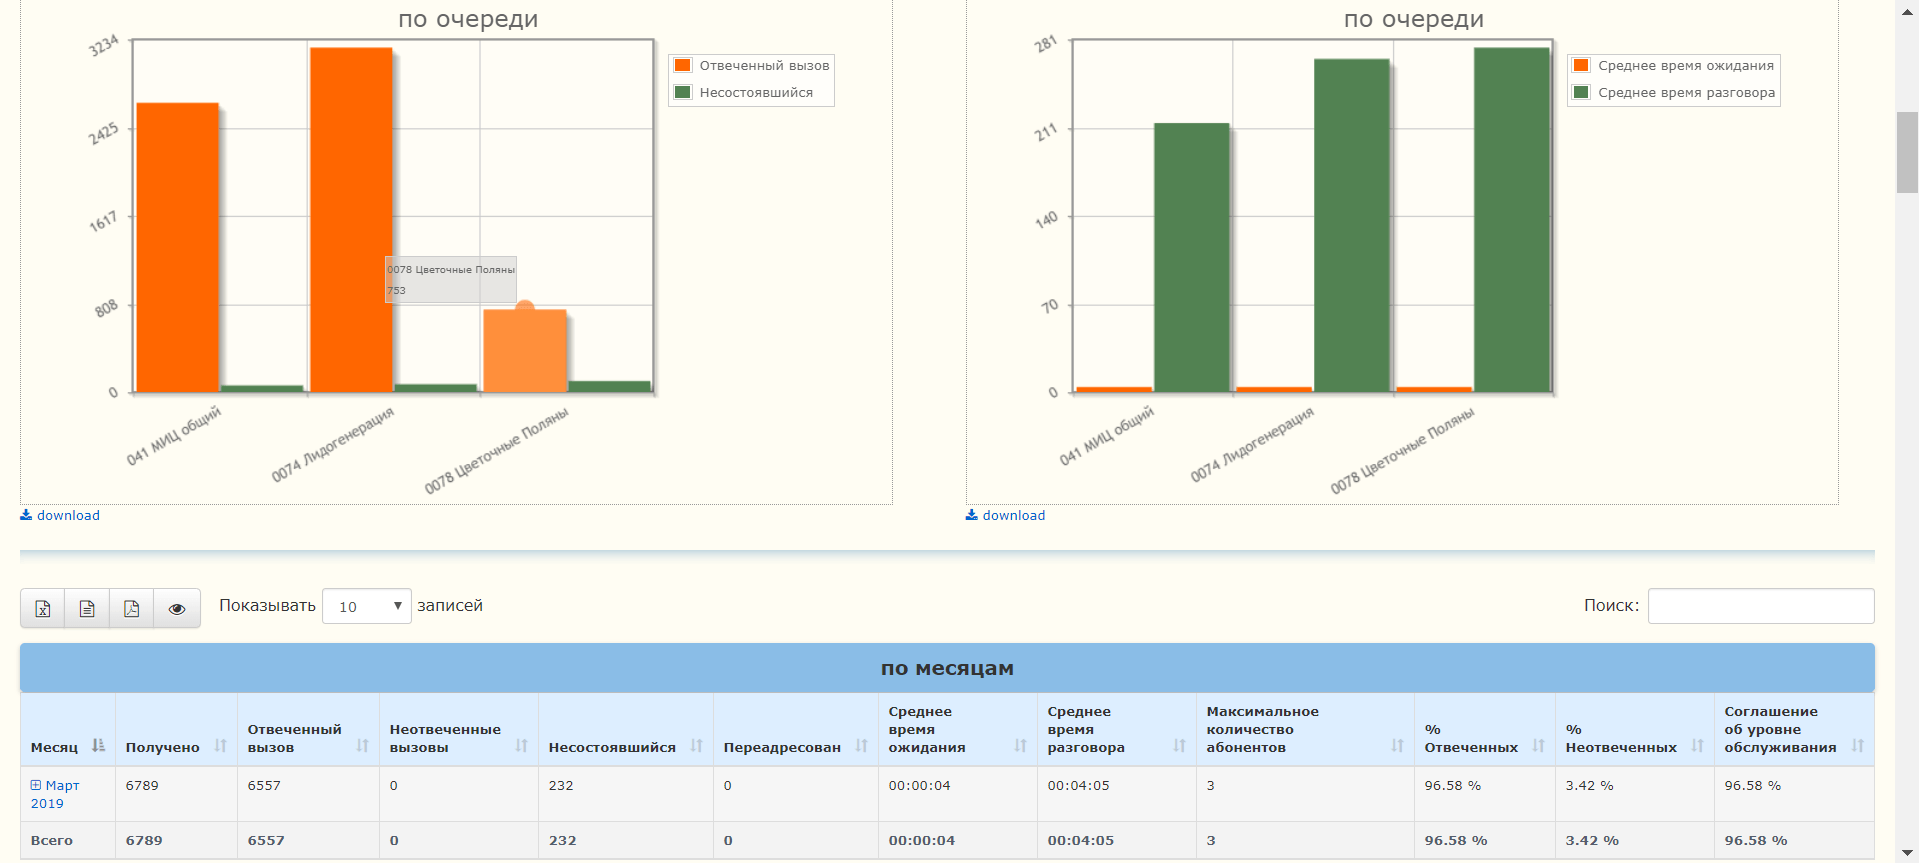 по очереди
3234
2425
1617
808
0
0078 Цветочные Поляны
753
041 МИЦ общий
0074 Лидогенерация
0078 Цветочные Поляны
Отвеченный вызов
Несостоявшийся
download
по очереди
281
211
140
70
0
041 МИЦ общий
0074 Лидогенерация
0078 Цветочные Поляны
Среднее время ожидания
Среднее время разговора
download
Показывать 10 записей
Поиск:
по месяцам
Месяц
Получено
Отвеченный
вызов
Неотвеченные
вызовы
Несостоявшийся
Переадресован
Среднее
время
ожидания
Среднее
время
разговора
Максимальное
количество
абонентов
%
Отвеченных
%
Неотвеченных
Соглашение
об уровне
обслуживания
Март
2019
6789
6557
0
232
0
00:00:04
00:04:05
3
96.58 %
3.42 %
96.58 %
Всего
6789
6557
0
232
0
00:00:04
00:04:05
3
96.58 %
3.42 %
96.58 %